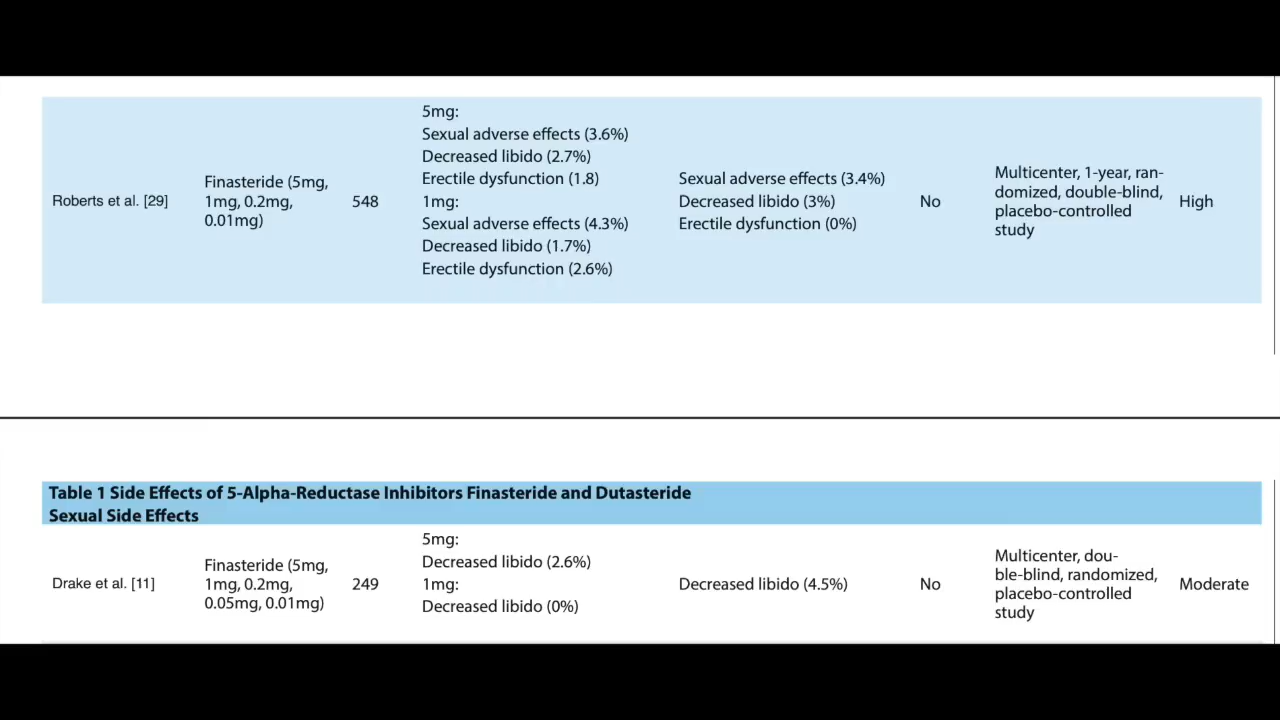 Roberts et al. [29]
Finasteride (5mg,
1mg, 0.2mg,
0.01mg)
548
5mg:
Sexual adverse effects (3.6%)
Decreased libido (2.7%)
Erectile dysfunction (1.8)
1mg:
Sexual adverse effects (4.3%)
Decreased libido (1.7%)
Erectile dysfunction (2.6%)
Sexual adverse effects (3.4%)
Decreased libido (3%)
Erectile dysfunction (0%)
No
Multicenter, 1-year, ran-
domized, double-blind,
placebo-controlled
study
High
Table 1 Side Effects of 5-Alpha-Reductase Inhibitors Finasteride and Dutasteride
Sexual Side Effects
Drake et al. [11]
Finasteride (5mg,
1mg, 0.2mg,
0.05mg, 0.01mg)
249
5mg:
Decreased libido (2.6%)
1mg:
Decreased libido (0%)
Decreased libido (4.5%)
No
Multicenter, dou-
ble-blind, randomized,
placebo-controlled
study
Moderate